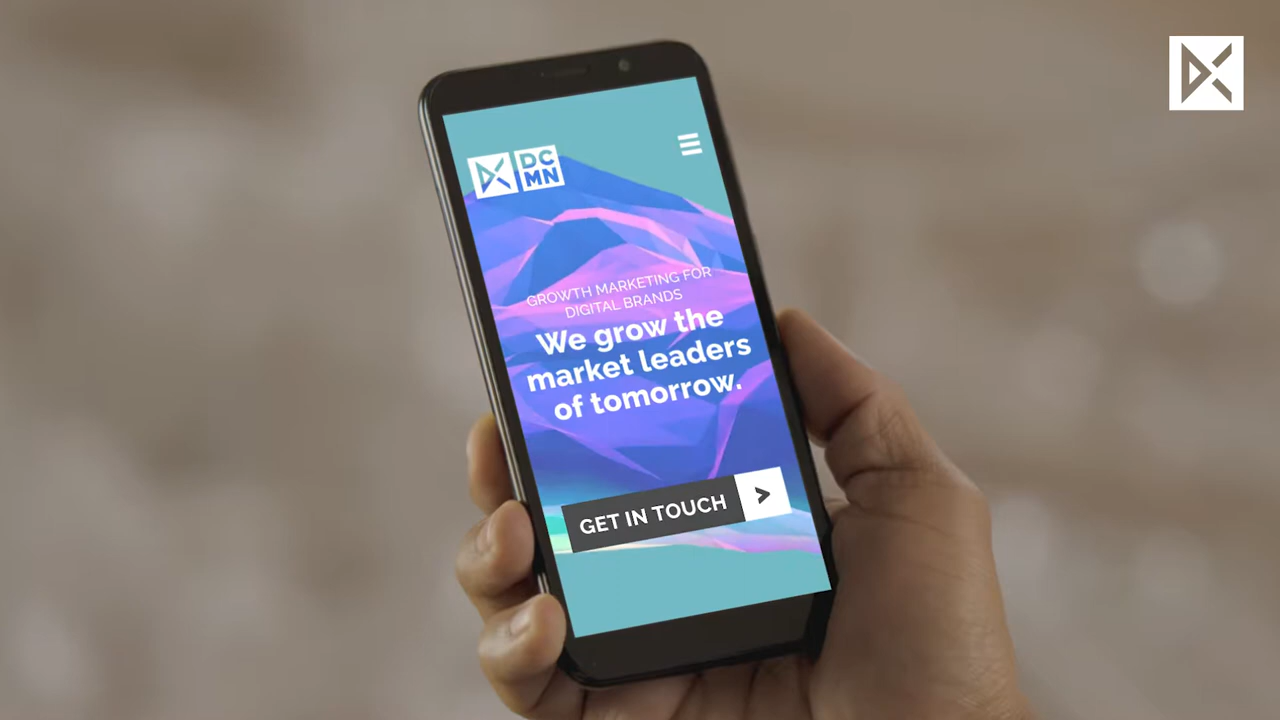 DC
MN
GROWTH MARKETING FOR
DIGITAL BRANDS
We grow the
market leaders
of tomorrow.
GET IN TOUCH >